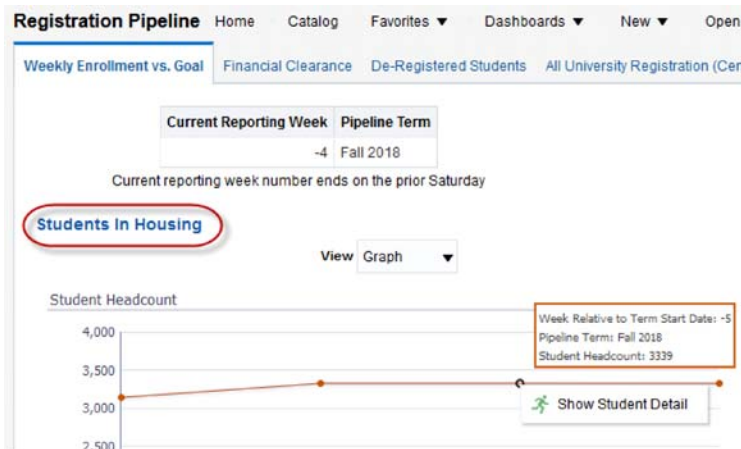 Registration Pipeline Home Catalog Favorites Dashboards New Open
Weekly Enrollment vs. Goal Financial Clearance De-Registered Students All University Registration (Cen
Current Reporting Week Pipeline Term
-4 Fall 2018
Current reporting week number ends on the prior Saturday
Students In Housing
View Graph
Student Headcount
Week Relative to Term Start Date: -5
Pipeline Term: Fall 2018
Student Headcount: 3339
4,000
3,500
Show Student Detail
3,000
2,500